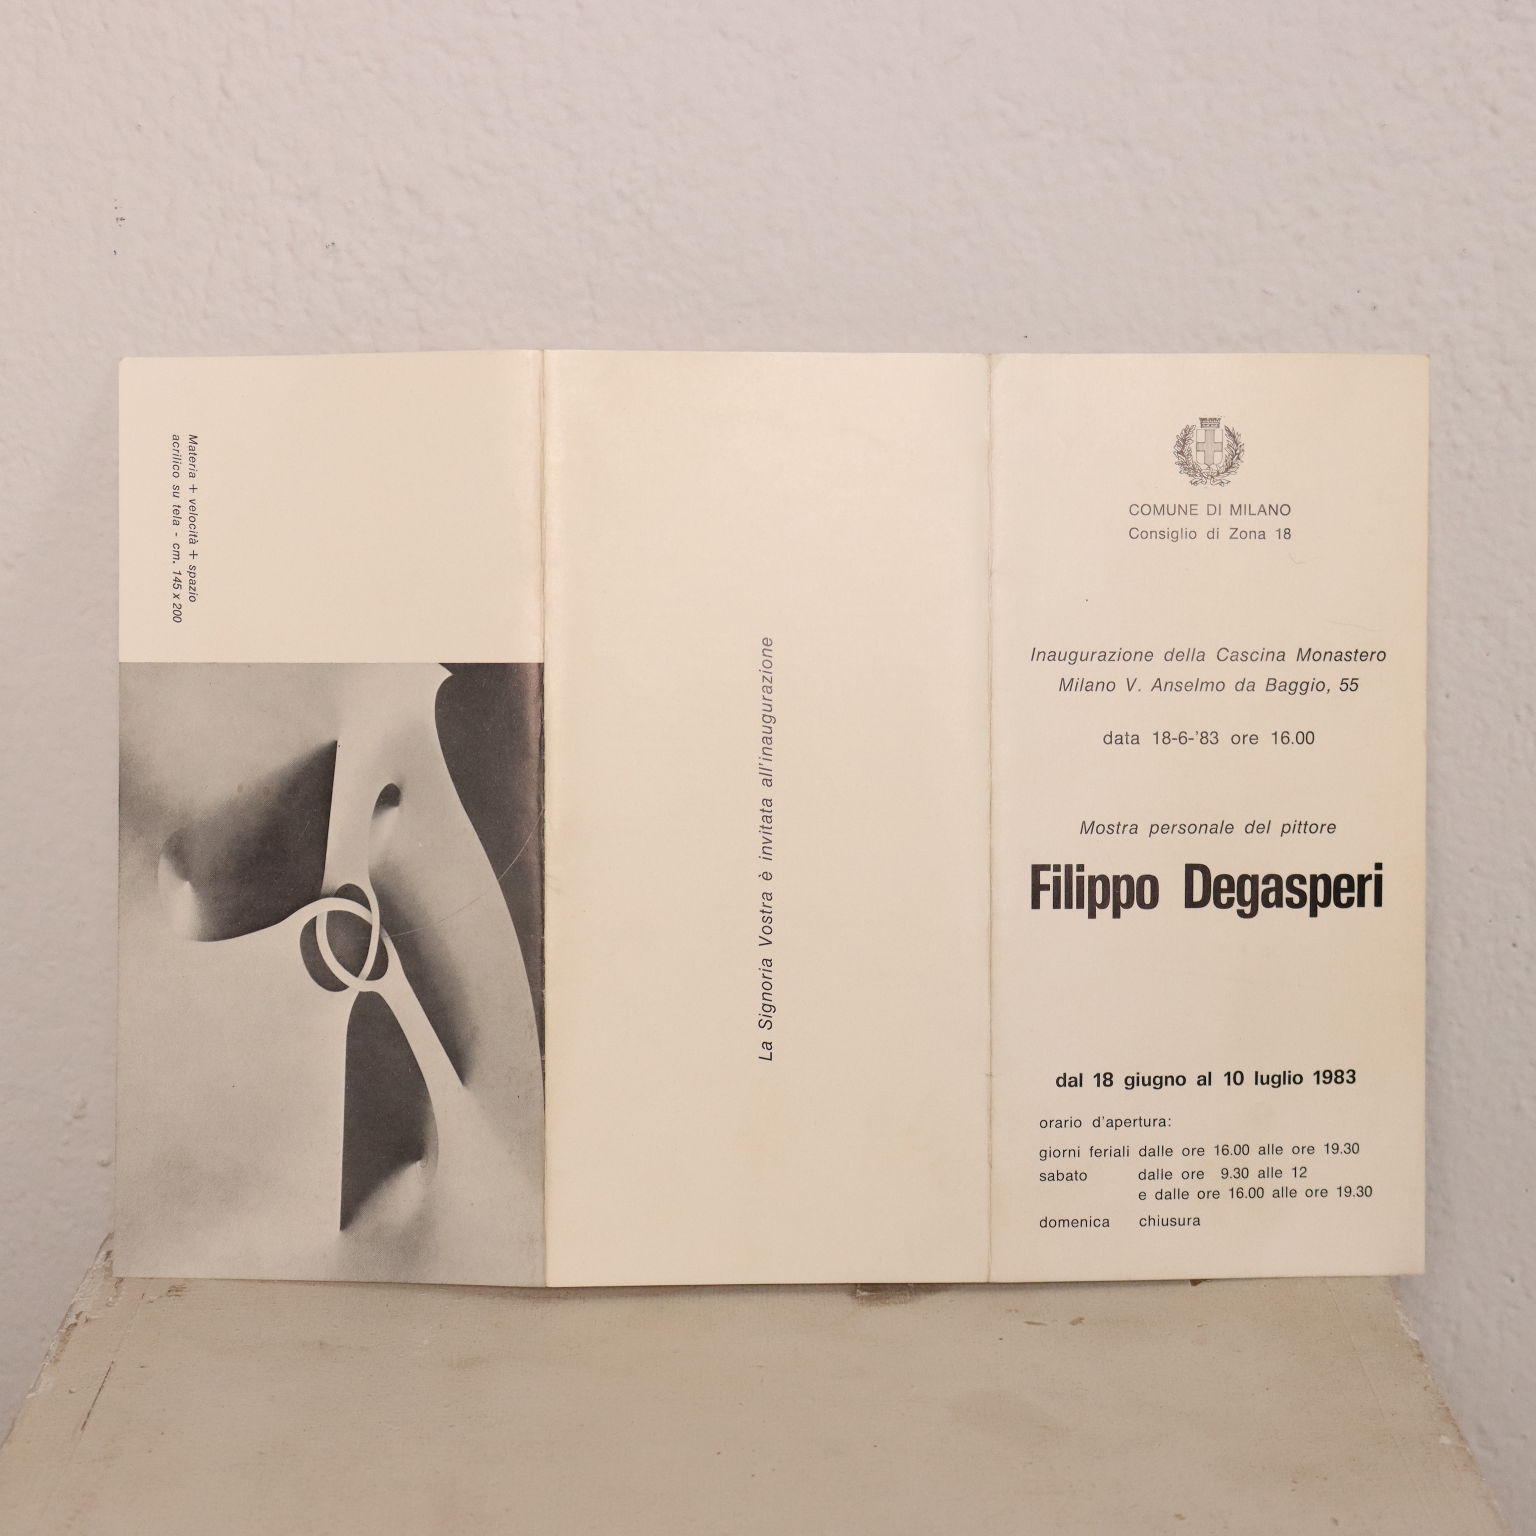 Materia + velocità + spazio
acrilico su tela - cm. 145 x 200
La Signoria Vostra è invitata all'inaugurazione
COMUNE DI MILANO
Consiglio di Zona 18
Inaugurazione della Cascina Monastero
Milano V. Anselmo da Baggio, 55
data 18-6-'83 ore 16.00
Mostra personale del pittore
Filippo Degasperi
dal 18 giugno al 10 luglio 1983
orario d'apertura:
giorni feriali dalle ore 16.00 alle ore 19.30
sabato dalle ore 9.30 alle 12
e dalle ore 16.00 alle ore 19.30
domenica chiusura